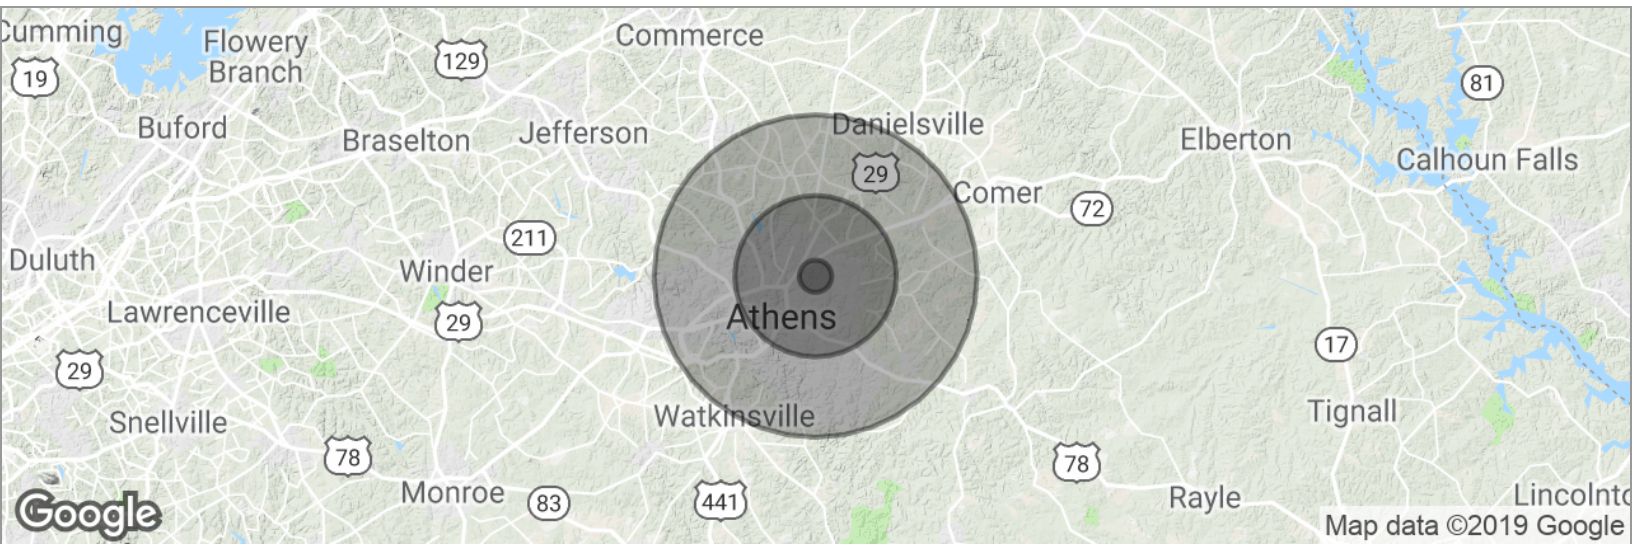 Cumming
19
Flowery
Branch
129
Commerce
81
Buford
Braselton
Jefferson
Danielsville
Elberton
Calhoun Falls
29
Comer
72
Duluth
211
Winder
Lawrenceville
29
Athens
17
29
Snellville
Watkinsville
Tignall
78
78
Monroe
83
441
Rayle
Lincolnto
Google
Map data ©2019 Google